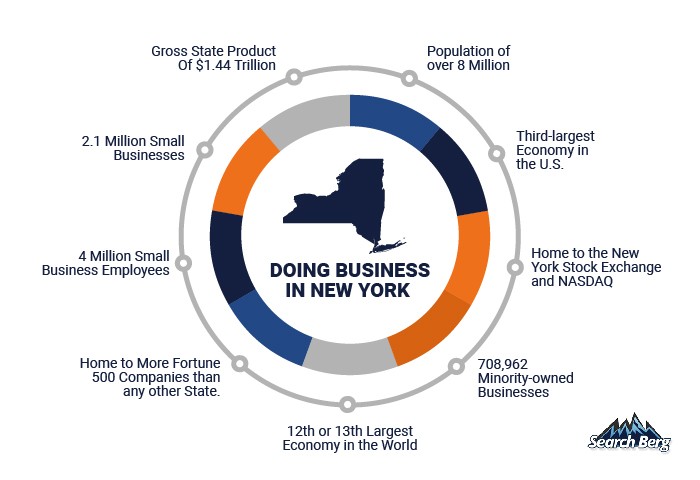 Gross State Product
Of $1.44 Trillion
Population of
over 8 Million
2.1 Million Small
Businesses
Third-largest
Economy in
the U.S.
4 Million Small
Business Employees
Home to the New
York Stock Exchange
and NASDAQ
DOING BUSINESS
IN NEW YORK
Home to More Fortune
500 Companies than
any other State.
708,962
Minority-owned
Businesses
12th or 13th Largest
Economy in the World
Search Berg